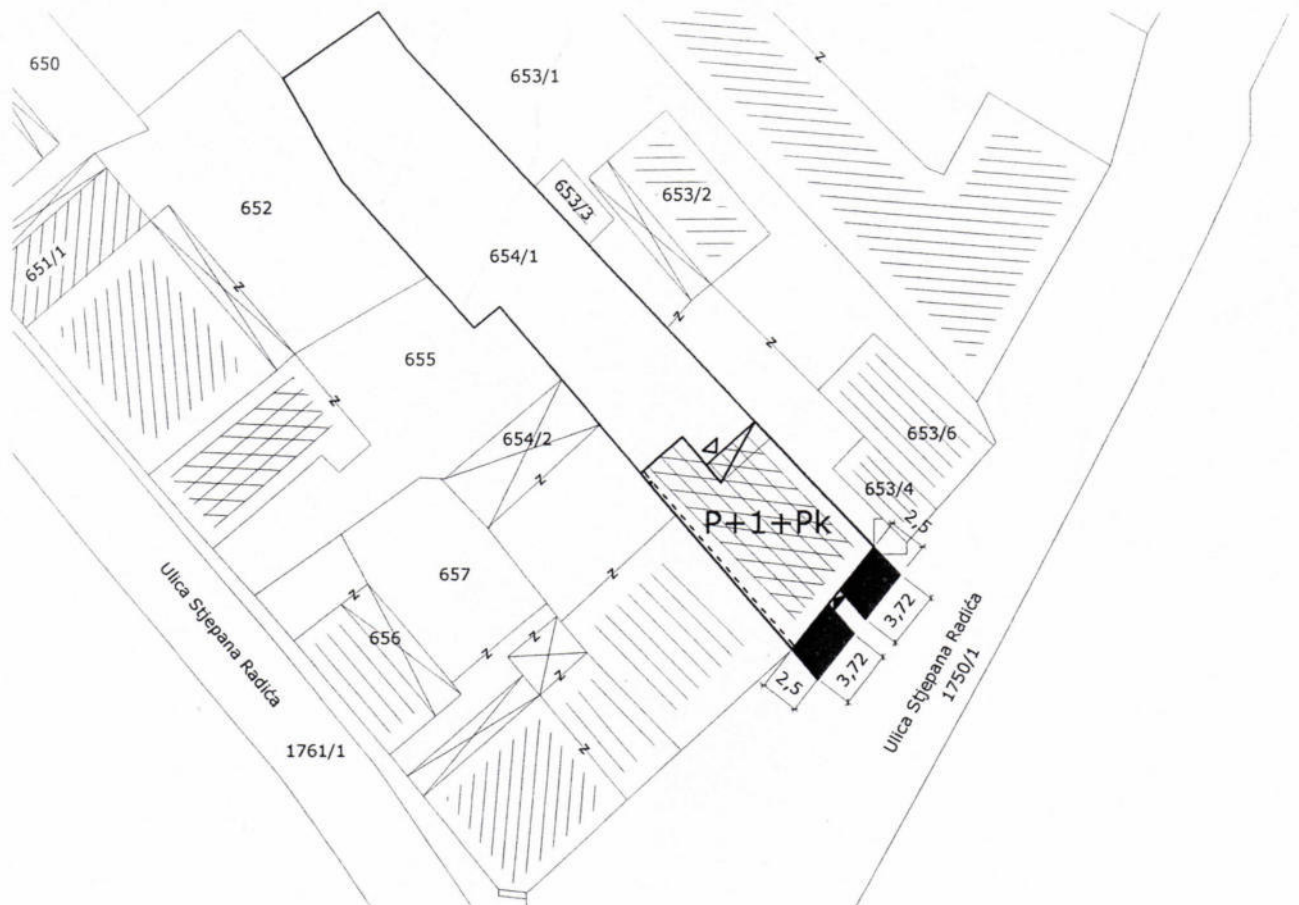 650
653/1
653/2
653/3
652
651/1
654/1
z
z
z
z
z
655
654/2
z
653/6
653/4
2,5
P+1+Pk
657
z
656
z
z
z
z
z
3,72
3,72
2,5
Ulica Stjepana Radića
1750/1
Ulica Stjepana Radića
1761/1